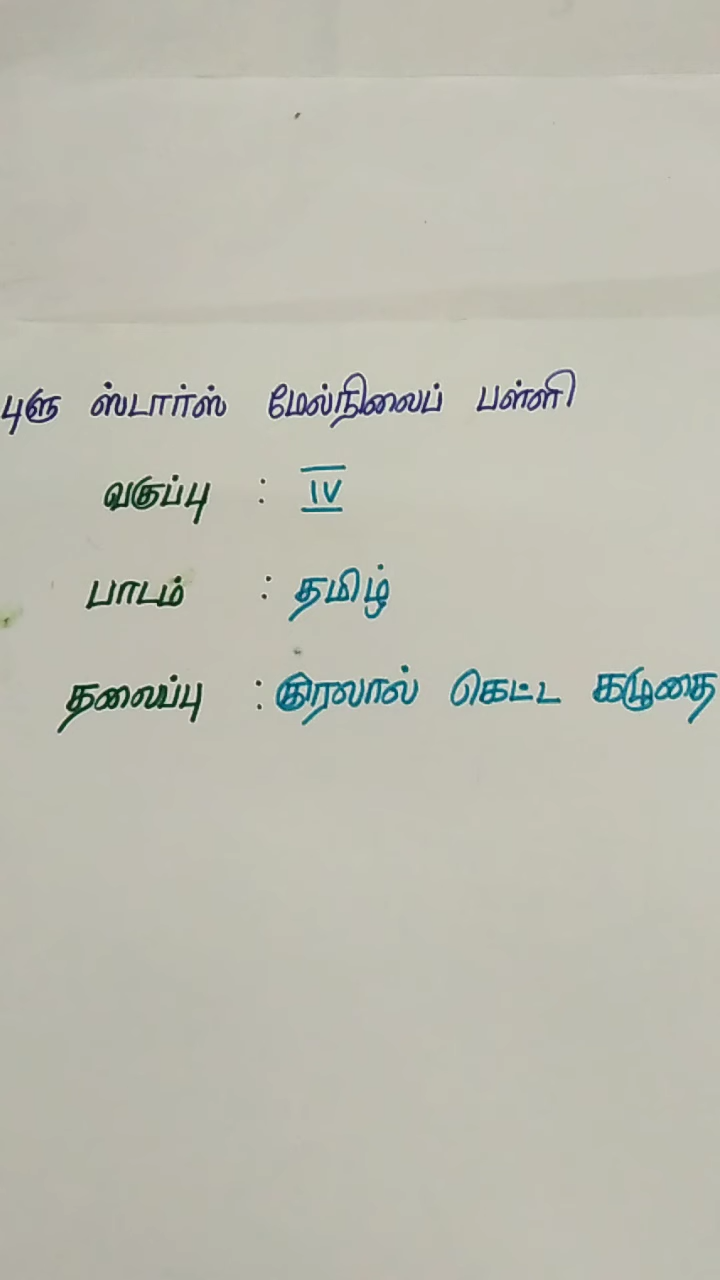 புளூ ஸ்டார்ஸ் மேல்நிலைப் பள்ளி
வகுப்பு : IV
பாடம் : தமிழ்
தலைப்பு : குரலால் கெட்ட கழுதை